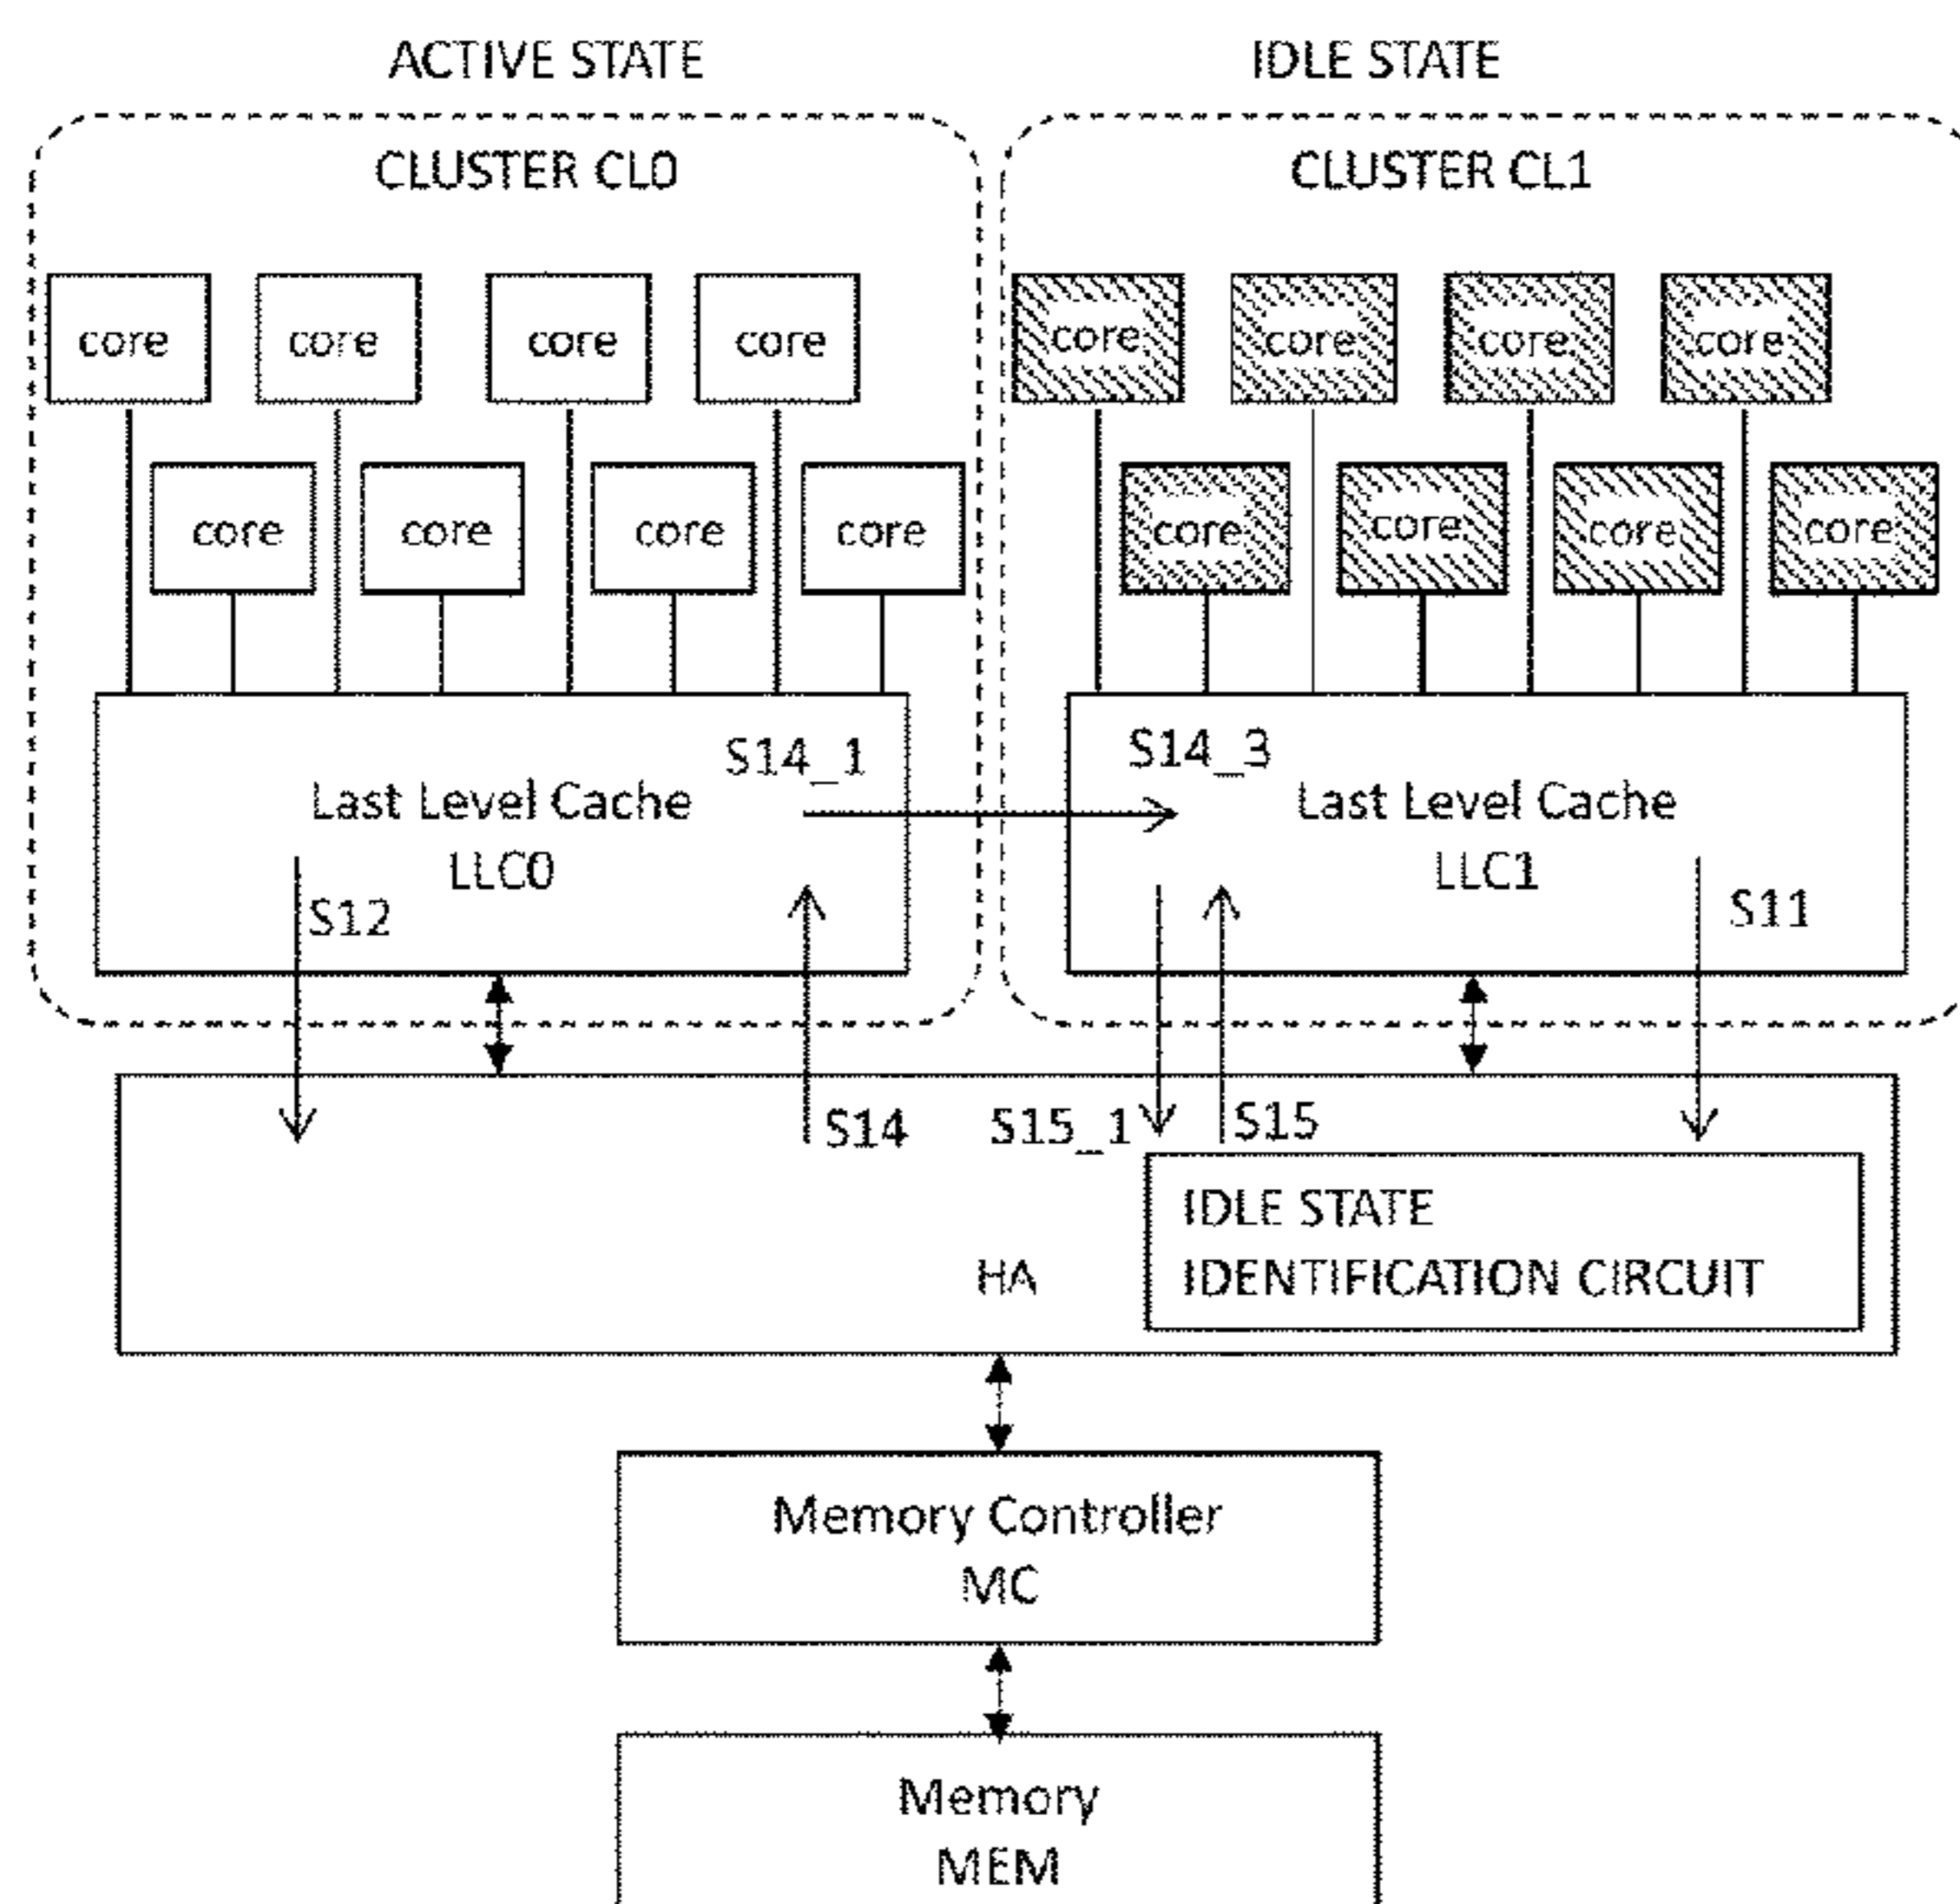 ACTIVE STATE
IDLE STATE
CLUSTER CL0
CLUSTER CL1
core core core core
core core core core
core core core core
core core core core
S14_1
S14_3
Last Level Cache
LLC0
Last Level Cache
LLC1
S12
S11
S14
S15_1
S15
IDLE STATE
IDENTIFICATION CIRCUIT
HA
Memory Controller
MC
Memory
MEM